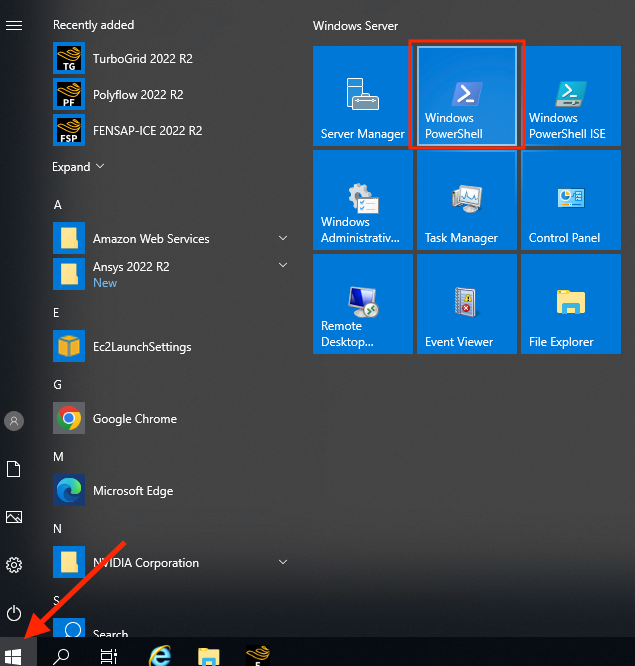 Recently added
TG
TurboGrid 2022 R2
PF
Polyflow 2022 R2
FSP
FENSAP-ICE 2022 R2
Expand
A
Amazon Web Services
Ansys 2022 R2
New
E
Ec2LaunchSettings
G
Google Chrome
M
Microsoft Edge
N
NVIDIA Corporation
S
Search
Windows Server
Server Manager
Windows
PowerShell
Windows
PowerShell ISE
Windows
Administrativ...
Task Manager
Control Panel
Remote
Desktop...
Event Viewer
File Explorer
F